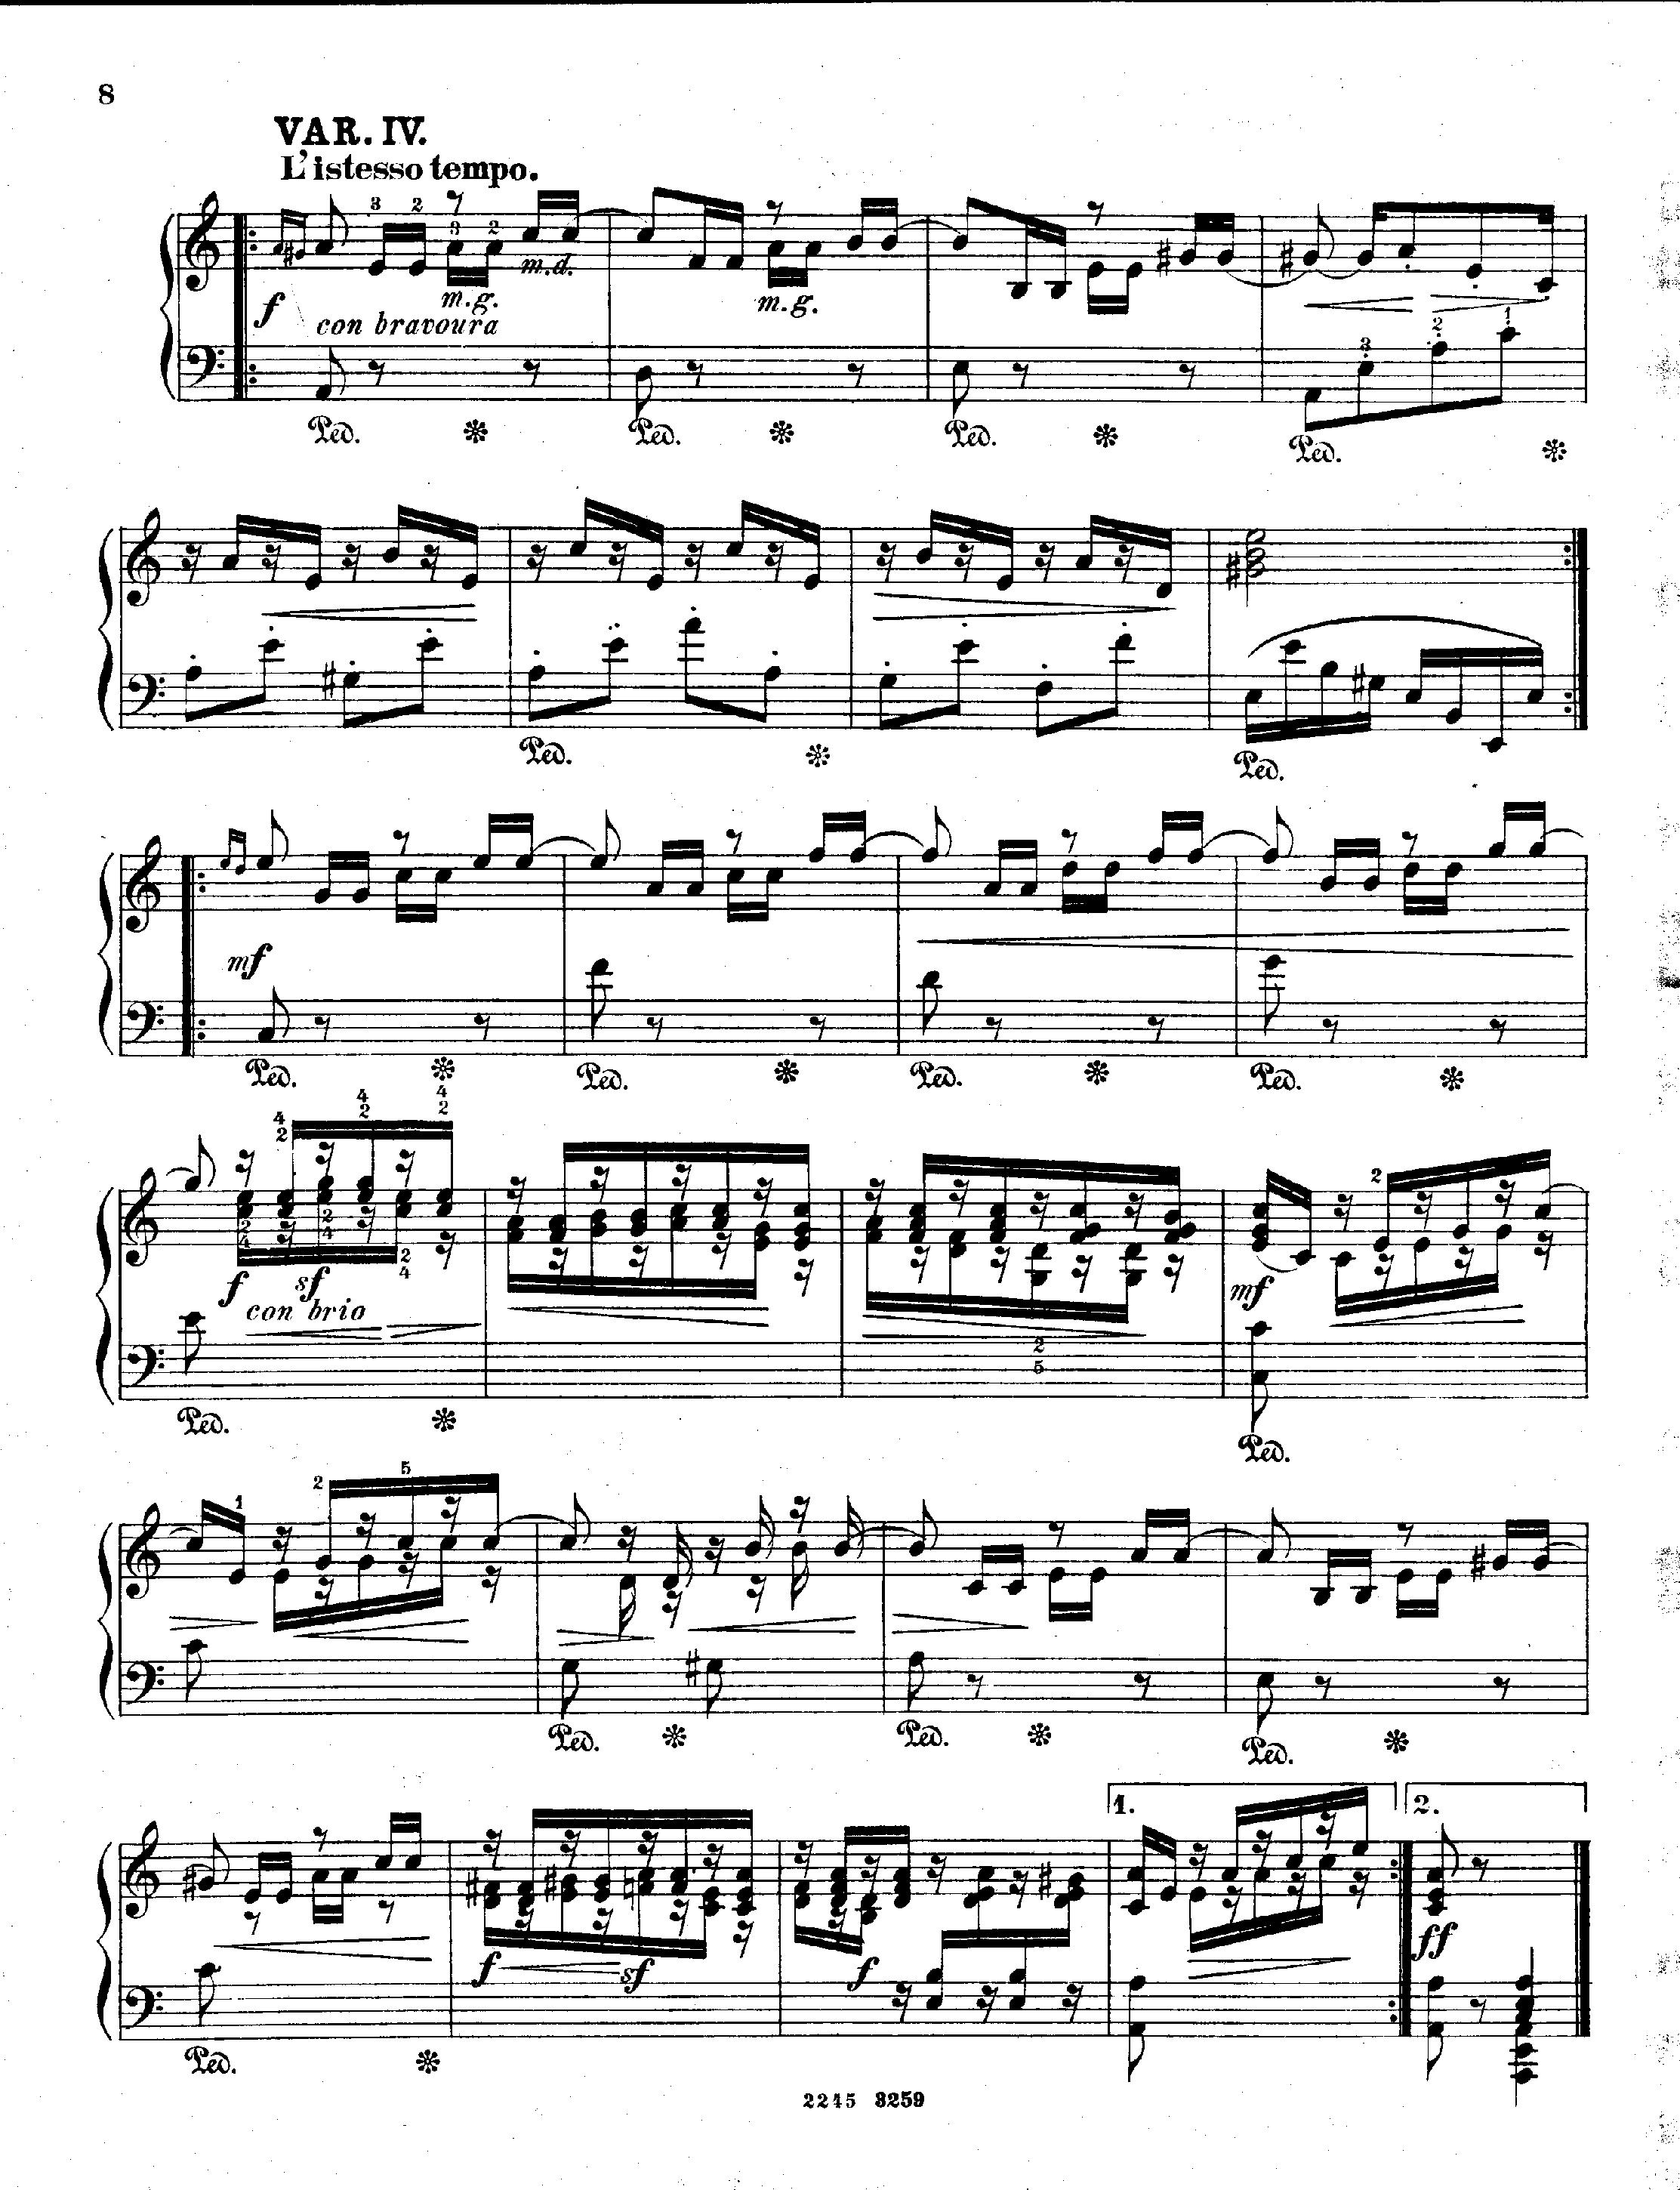 8
VAR. IV.
L'istesso tempo.
3 2 3 2
m.d.
f m.g. m.g.
con bravoura
3 2 1
Ped. * Ped. * Ped. * Ped. *
Ped. * Ped.
mf
Ped. * Ped. * Ped. * Ped. *
4 2 4 2 4 2
2
2 4 2 4 2 4
f sf mf
con brio
2 5
Ped. * Ped.
1 2 5
Ped. * Ped. * Ped. *
1. 2.
f sf f ff
Ped. *
2245 3259